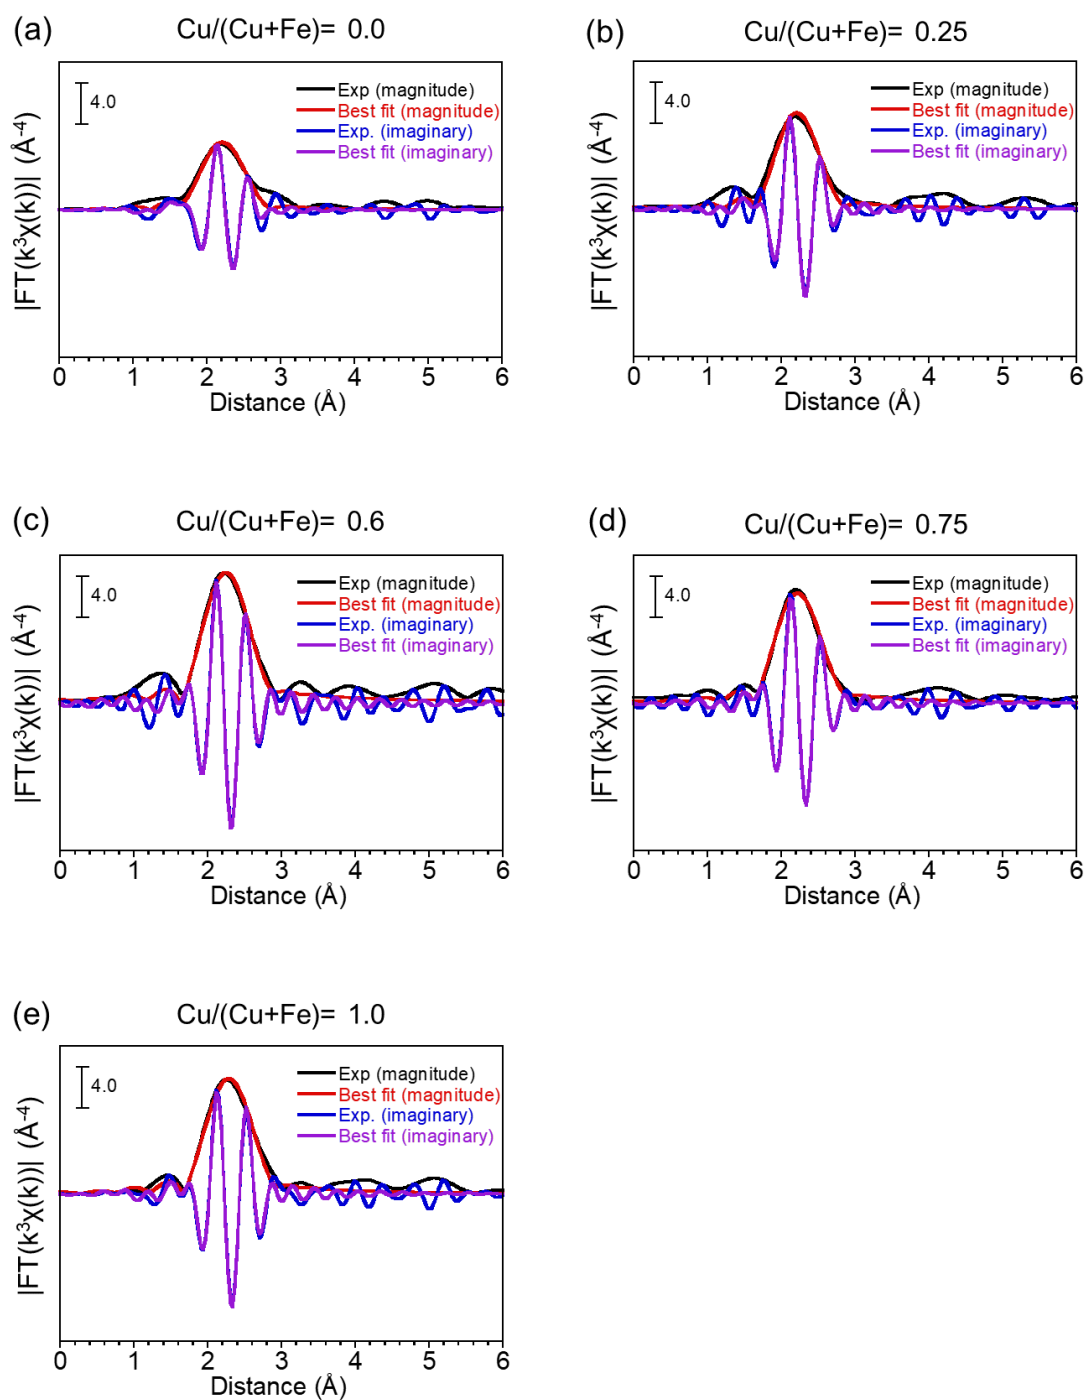 (a) Cu/(Cu+Fe)= 0.0
4.0
Exp (magnitude)
Best fit (magnitude)
Exp. (imaginary)
Best fit (imaginary)
|FT(k³χ(k))| (Å⁻⁴)
0 1 2 3 4 5 6
Distance (Å)
(b) Cu/(Cu+Fe)= 0.25
4.0
Exp (magnitude)
Best fit (magnitude)
Exp. (imaginary)
Best fit (imaginary)
|FT(k³χ(k))| (Å⁻⁴)
0 1 2 3 4 5 6
Distance (Å)
(c) Cu/(Cu+Fe)= 0.6
4.0
Exp (magnitude)
Best fit (magnitude)
Exp. (imaginary)
Best fit (imaginary)
|FT(k³χ(k))| (Å⁻⁴)
0 1 2 3 4 5 6
Distance (Å)
(d) Cu/(Cu+Fe)= 0.75
4.0
Exp (magnitude)
Best fit (magnitude)
Exp. (imaginary)
Best fit (imaginary)
|FT(k³χ(k))| (Å⁻⁴)
0 1 2 3 4 5 6
Distance (Å)
(e) Cu/(Cu+Fe)= 1.0
4.0
Exp (magnitude)
Best fit (magnitude)
Exp. (imaginary)
Best fit (imaginary)
|FT(k³χ(k))| (Å⁻⁴)
0 1 2 3 4 5 6
Distance (Å)